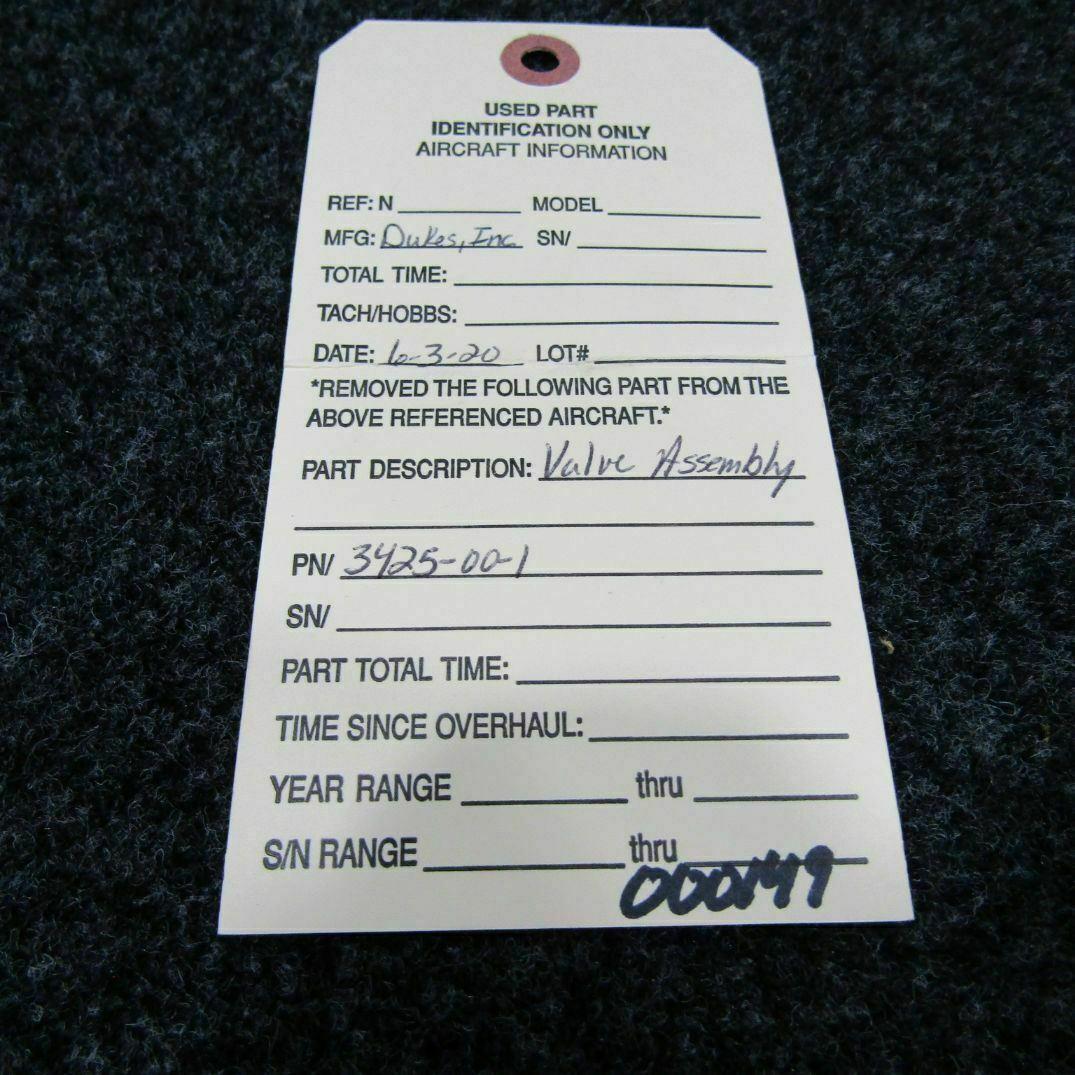 USED PART
IDENTIFICATION ONLY
AIRCRAFT INFORMATION
REF: N MODEL
MFG: Dukes, Inc. SN/
TOTAL TIME:
TACH/HOBBS:
DATE: 6-3-20 LOT#
*REMOVED THE FOLLOWING PART FROM THE
ABOVE REFERENCED AIRCRAFT.*
PART DESCRIPTION: Valve Assembly
PN/ 3425-00-1
SN/
PART TOTAL TIME:
TIME SINCE OVERHAUL:
YEAR RANGE thru
S/N RANGE thru